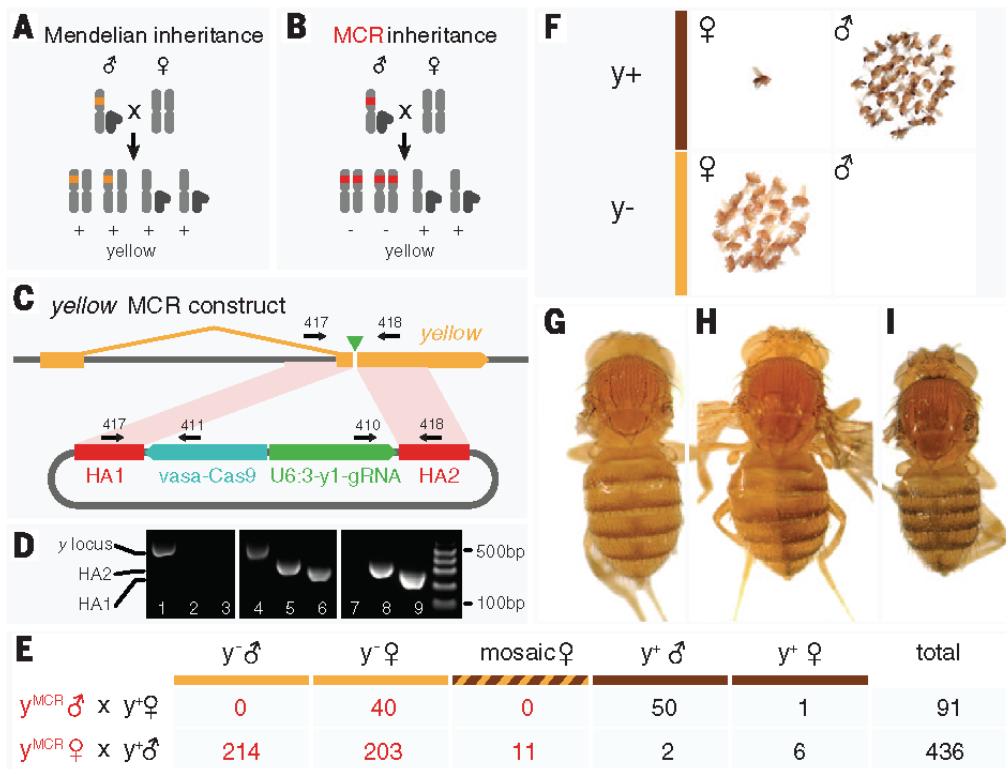 A Mendelian inheritance
♂ ♀
X
+ + + +
yellow
B MCR inheritance
♂ ♀
X
- - + +
yellow
C yellow MCR construct
417 418 yellow
417 411 410 418
HA1 vasa-Cas9 U6:3-y1-gRNA HA2
D
y locus
HA2
HA1
1 2 3 4 5 6 7 8 9
500bp
100bp
E
y⁻♂ y⁻♀ mosaic♀ y⁺♂ y⁺♀ total
yᴹᶜᴿ♂ x y⁺♀ 0 40 0 50 1 91
yᴹᶜᴿ♀ x y⁺♂ 214 203 11 2 6 436
F
♀ ♂
y+
♀ ♂
y-
G H I